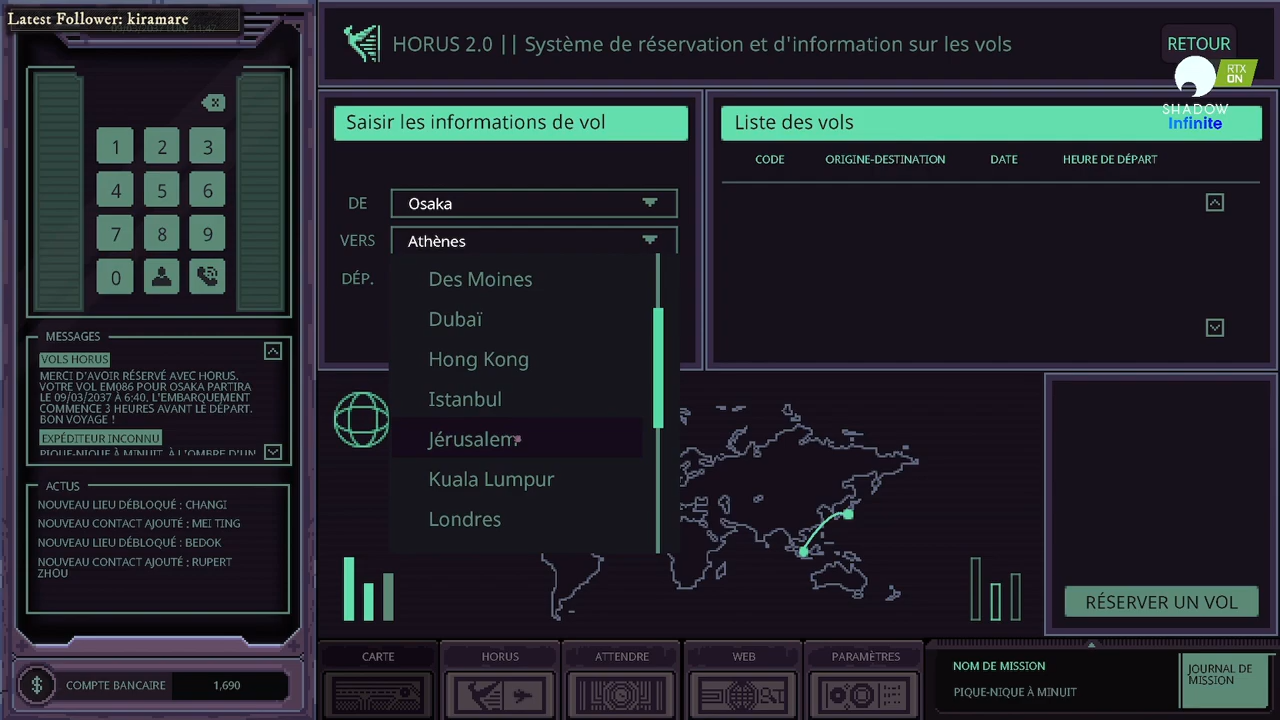 Latest Follower: kiramare
HORUS 2.0 || Système de réservation et d'information sur les vols
RETOUR
RTX
ON
SHADOW
Infinite
1 2 3
4 5 6
7 8 9
0
MESSAGES
VOLS HORUS
MERCI D'AVOIR RÉSERVÉ AVEC HORUS.
VOTRE VOL EM086 POUR OSAKA PARTIRA
LE 09/03/2037 À 6:40. L'EMBARQUEMENT
COMMENCE 3 HEURES AVANT LE DÉPART.
BON VOYAGE !
EXPÉDITEUR INCONNU
PIQUE-NIQUE À MINUIT, À L'OMBRE D'UN
ACTUS
NOUVEAU LIEU DÉBLOQUÉ : CHANGI
NOUVEAU CONTACT AJOUTÉ : MEI TING
NOUVEAU LIEU DÉBLOQUÉ : BEDOK
NOUVEAU CONTACT AJOUTÉ : RUPERT
ZHOU
$ COMPTE BANCAIRE 1,690
Saisir les informations de vol
DE Osaka
VERS Athènes
DÉP.
Des Moines
Dubaï
Hong Kong
Istanbul
Jérusalem
Kuala Lumpur
Londres
Liste des vols
CODE ORIGINE-DESTINATION DATE HEURE DE DÉPART
RÉSERVER UN VOL
CARTE HORUS ATTENDRE WEB PARAMÈTRES
NOM DE MISSION
PIQUE-NIQUE À MINUIT
JOURNAL DE
MISSION